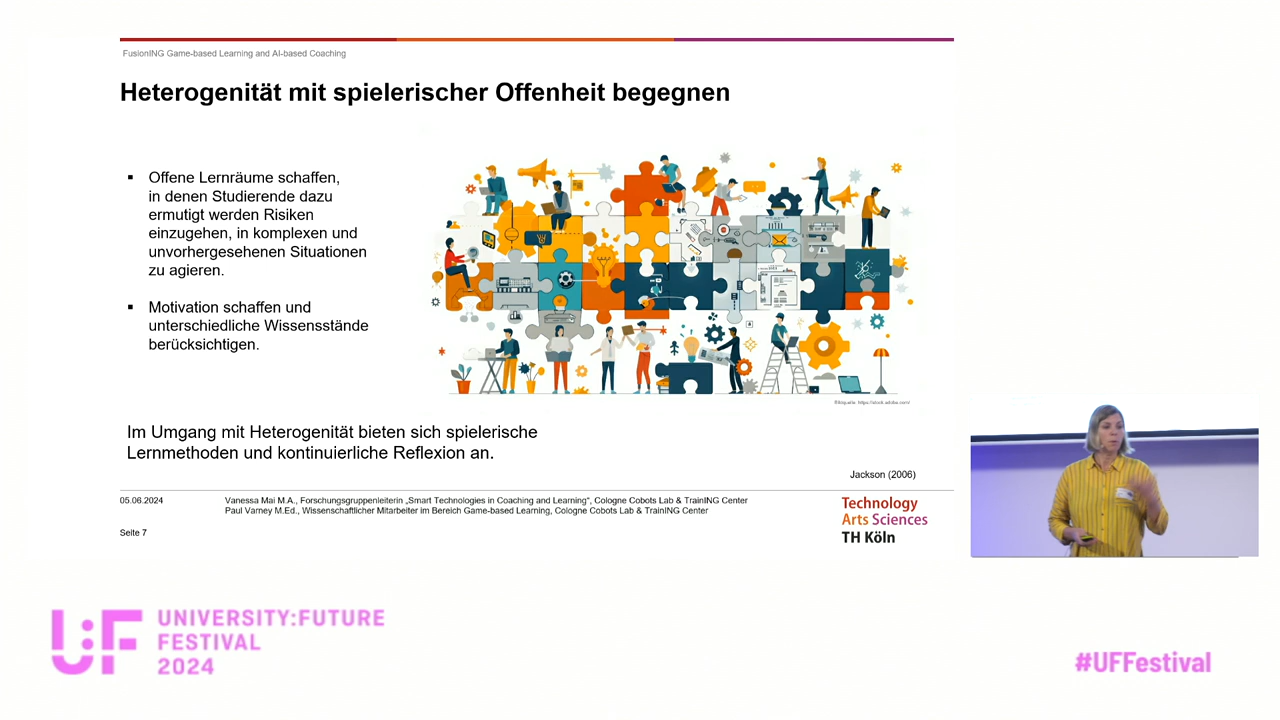 FusionING Game-based Learning and AI-based Coaching
Heterogenität mit spielerischer Offenheit begegnen
▪ Offene Lernräume schaffen,
in denen Studierende dazu
ermutigt werden Risiken
einzugehen, in komplexen und
unvorhergesehenen Situationen
zu agieren.
▪ Motivation schaffen und
unterschiedliche Wissensstände
berücksichtigen.
Bildquelle: https://stock.adobe.com/
Im Umgang mit Heterogenität bieten sich spielerische
Lernmethoden und kontinuierliche Reflexion an.
Jackson (2006)
05.06.2024
Vanessa Mai M.A., Forschungsgruppenleiterin „Smart Technologies in Coaching and Learning“, Cologne Cobots Lab & TrainING Center
Paul Varney M.Ed., Wissenschaftlicher Mitarbeiter im Bereich Game-based Learning, Cologne Cobots Lab & TrainING Center
Seite 7
Technology
Arts Sciences
TH Köln
U:F
UNIVERSITY:FUTURE
FESTIVAL
2024
#UFFestival